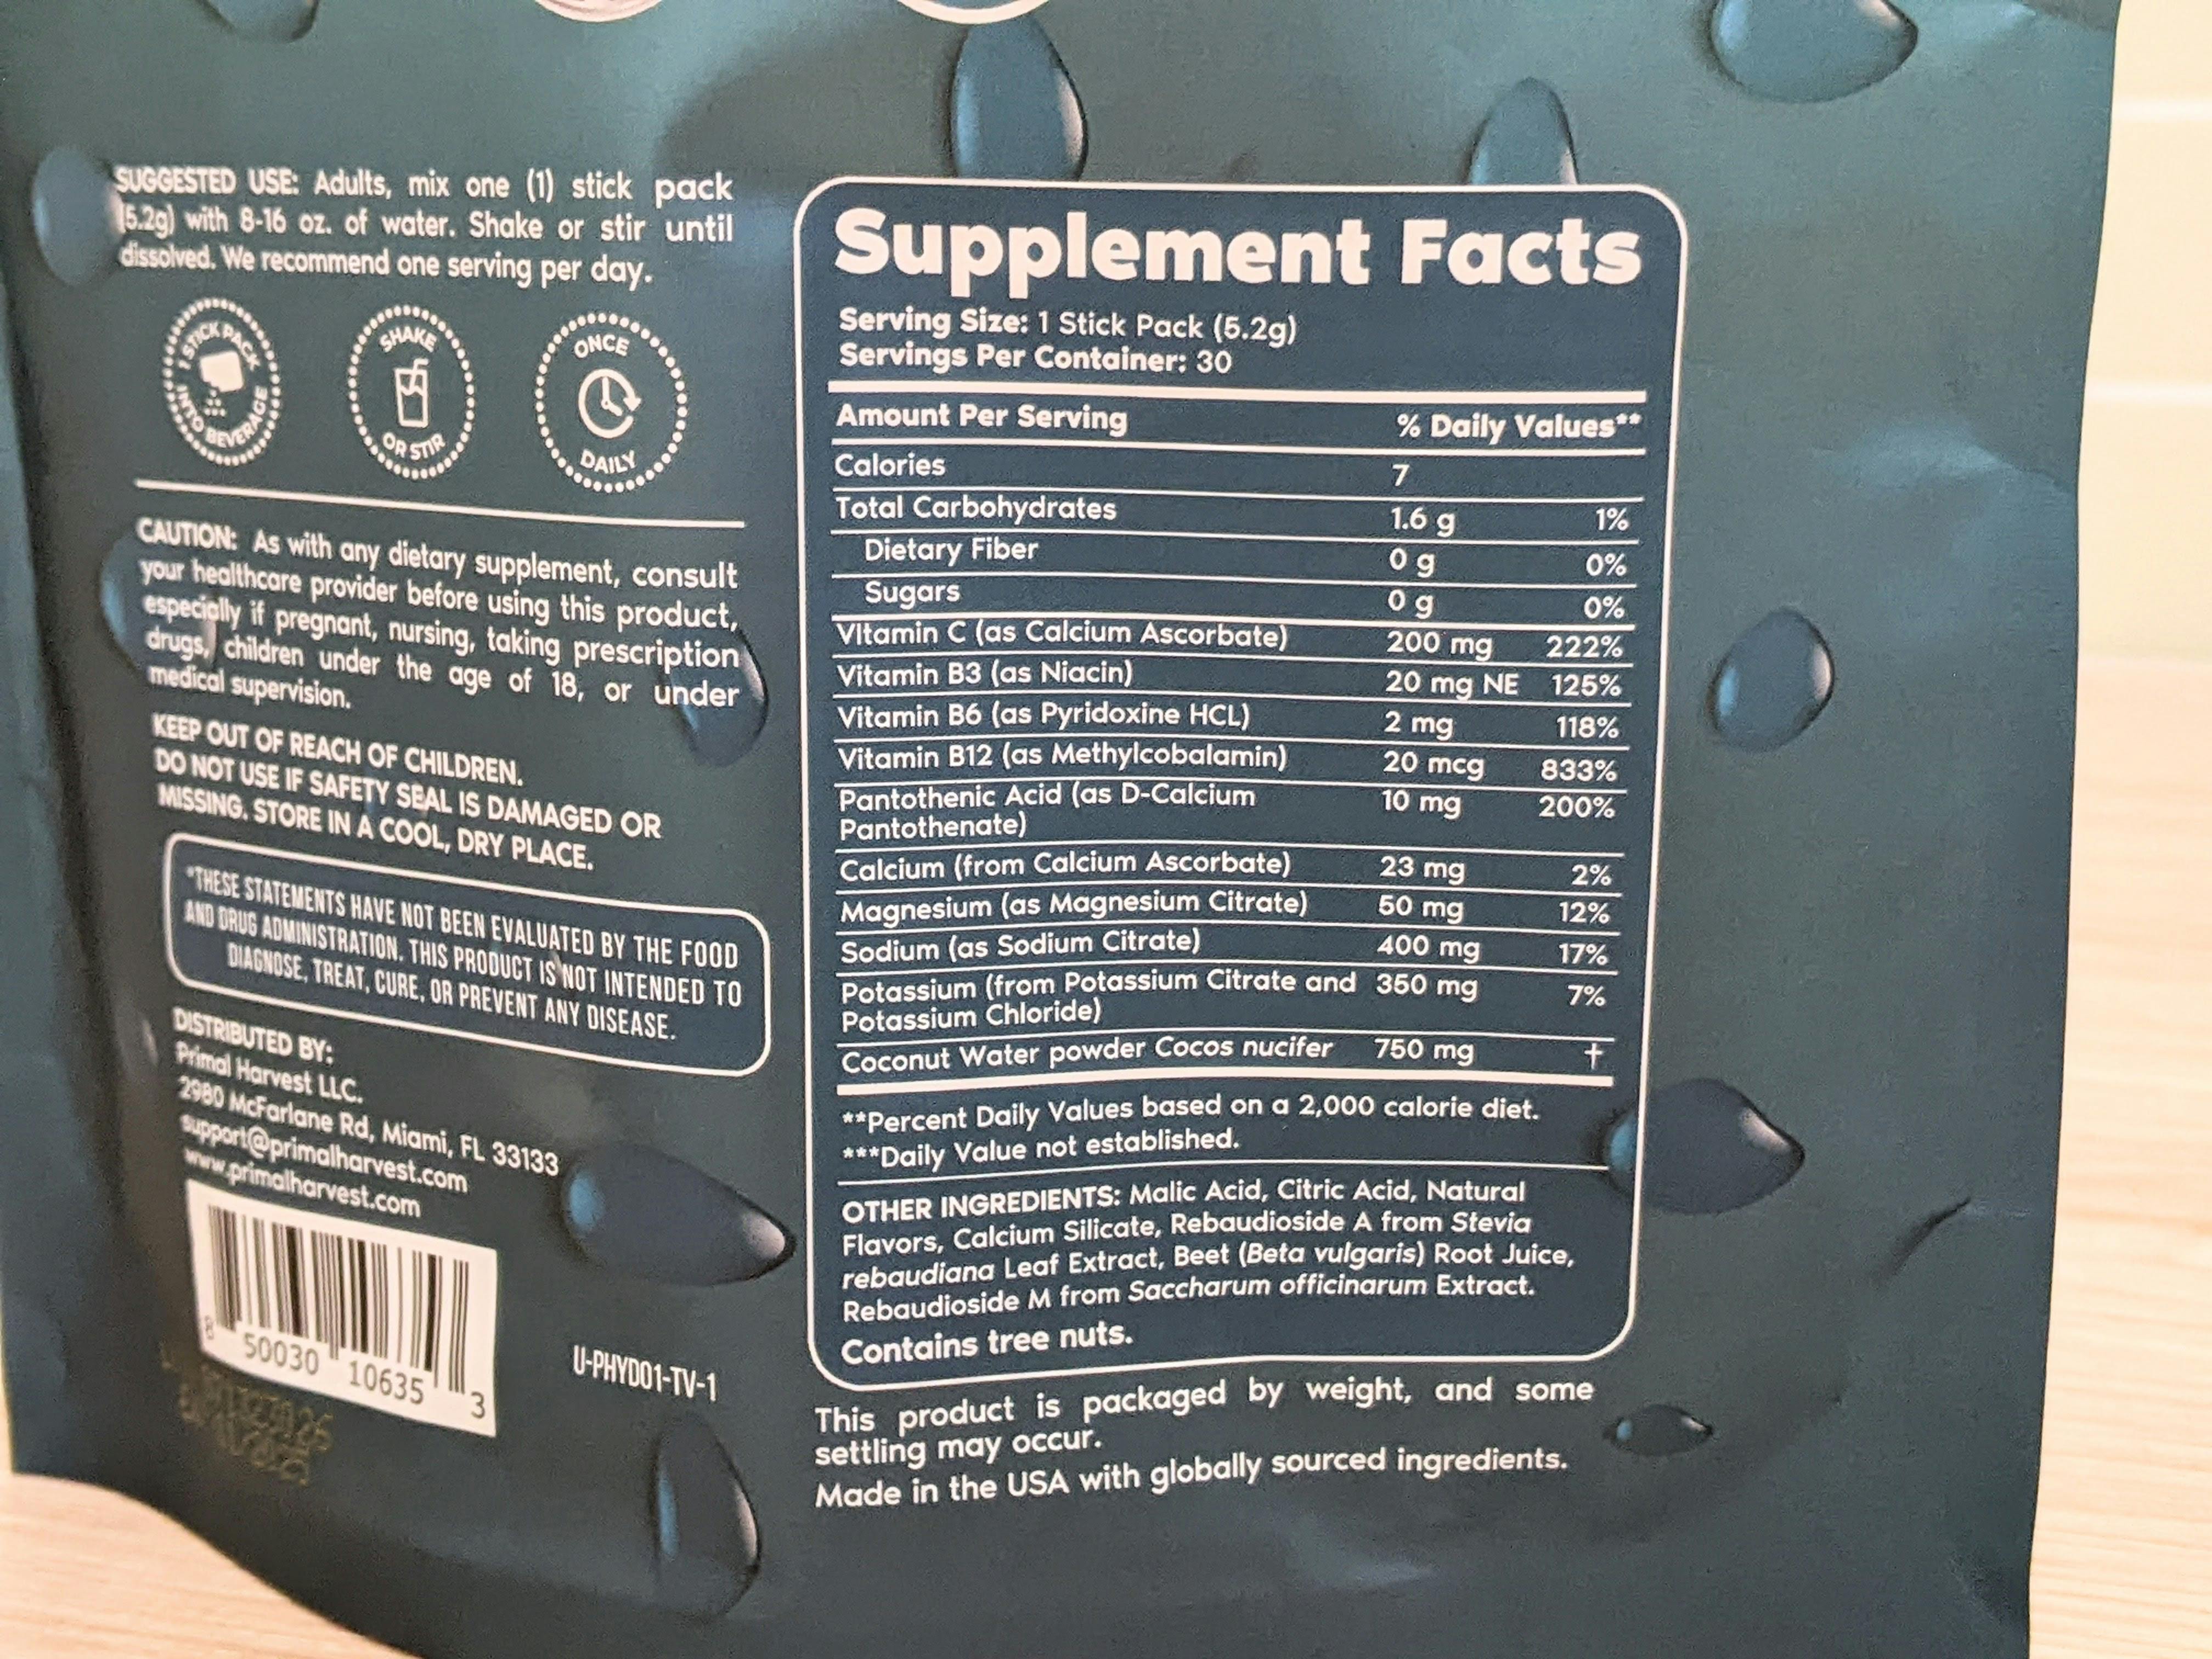 SUGGESTED USE: Adults, mix one (1) stick pack
(5.2g) with 8-16 oz. of water. Shake or stir until
dissolved. We recommend one serving per day.
1 STICK PACK
INTO BEVERAGE
SHAKE
OR STIR
ONCE
DAILY
CAUTION: As with any dietary supplement, consult
your healthcare provider before using this product,
especially if pregnant, nursing, taking prescription
drugs, children under the age of 18, or under
medical supervision.
KEEP OUT OF REACH OF CHILDREN.
DO NOT USE IF SAFETY SEAL IS DAMAGED OR
MISSING. STORE IN A COOL, DRY PLACE.
*THESE STATEMENTS HAVE NOT BEEN EVALUATED BY THE FOOD
AND DRUG ADMINISTRATION. THIS PRODUCT IS NOT INTENDED TO
DIAGNOSE, TREAT, CURE, OR PREVENT ANY DISEASE.
DISTRIBUTED BY:
Primal Harvest LLC.
2980 McFarlane Rd, Miami, FL 33133
support@primalharvest.com
www.primalharvest.com
8 50030 10635 3
U-PHYD01-TV-1
Supplement Facts
Serving Size: 1 Stick Pack (5.2g)
Servings Per Container: 30
Amount Per Serving % Daily Values**
Calories 7
Total Carbohydrates 1.6 g 1%
Dietary Fiber 0 g 0%
Sugars 0 g 0%
VItamin C (as Calcium Ascorbate) 200 mg 222%
Vitamin B3 (as Niacin) 20 mg NE 125%
Vitamin B6 (as Pyridoxine HCL) 2 mg 118%
Vitamin B12 (as Methylcobalamin) 20 mcg 833%
Pantothenic Acid (as D-Calcium 10 mg 200%
Pantothenate)
Calcium (from Calcium Ascorbate) 23 mg 2%
Magnesium (as Magnesium Citrate) 50 mg 12%
Sodium (as Sodium Citrate) 400 mg 17%
Potassium (from Potassium Citrate and 350 mg 7%
Potassium Chloride)
Coconut Water powder Cocos nucifer 750 mg †
**Percent Daily Values based on a 2,000 calorie diet.
***Daily Value not established.
OTHER INGREDIENTS: Malic Acid, Citric Acid, Natural
Flavors, Calcium Silicate, Rebaudioside A from Stevia
rebaudiana Leaf Extract, Beet (Beta vulgaris) Root Juice,
Rebaudioside M from Saccharum officinarum Extract.
Contains tree nuts.
This product is packaged by weight, and some
settling may occur.
Made in the USA with globally sourced ingredients.